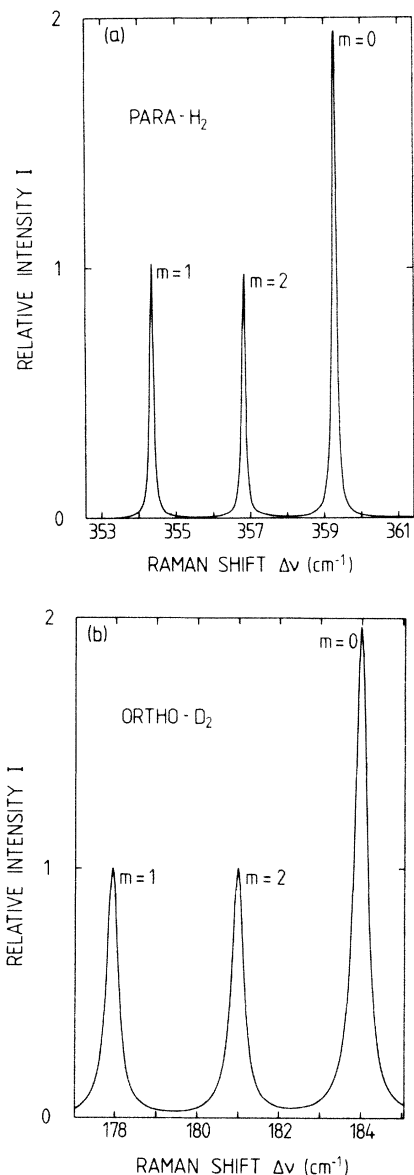 (a)
2
m=0
PARA-H₂
RELATIVE INTENSITY I
1
m=1
m=2
0
353 355 357 359 361
RAMAN SHIFT Δν (cm⁻¹)
2
(b)
m=0
ORTHO-D₂
RELATIVE INTENSITY I
1
m=1
m=2
0
178 180 182 184
RAMAN SHIFT Δν (cm⁻¹)